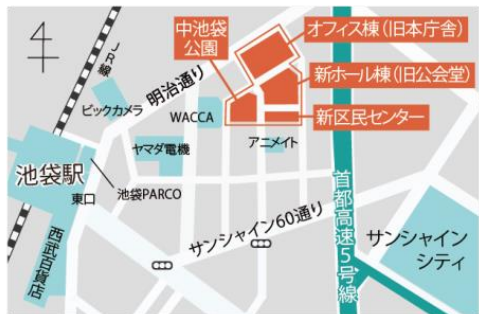 中池袋
公園
オフィス棟（旧本庁舎）
新ホール棟（旧公会堂）
新区民センター
JR線
明治通り
ビックカメラ
WACCA
ヤマダ電機
アニメイト
池袋駅
東口
池袋PARCO
西武百貨店
サンシャイン60通り
首都高速5号線
サンシャイン
シティ